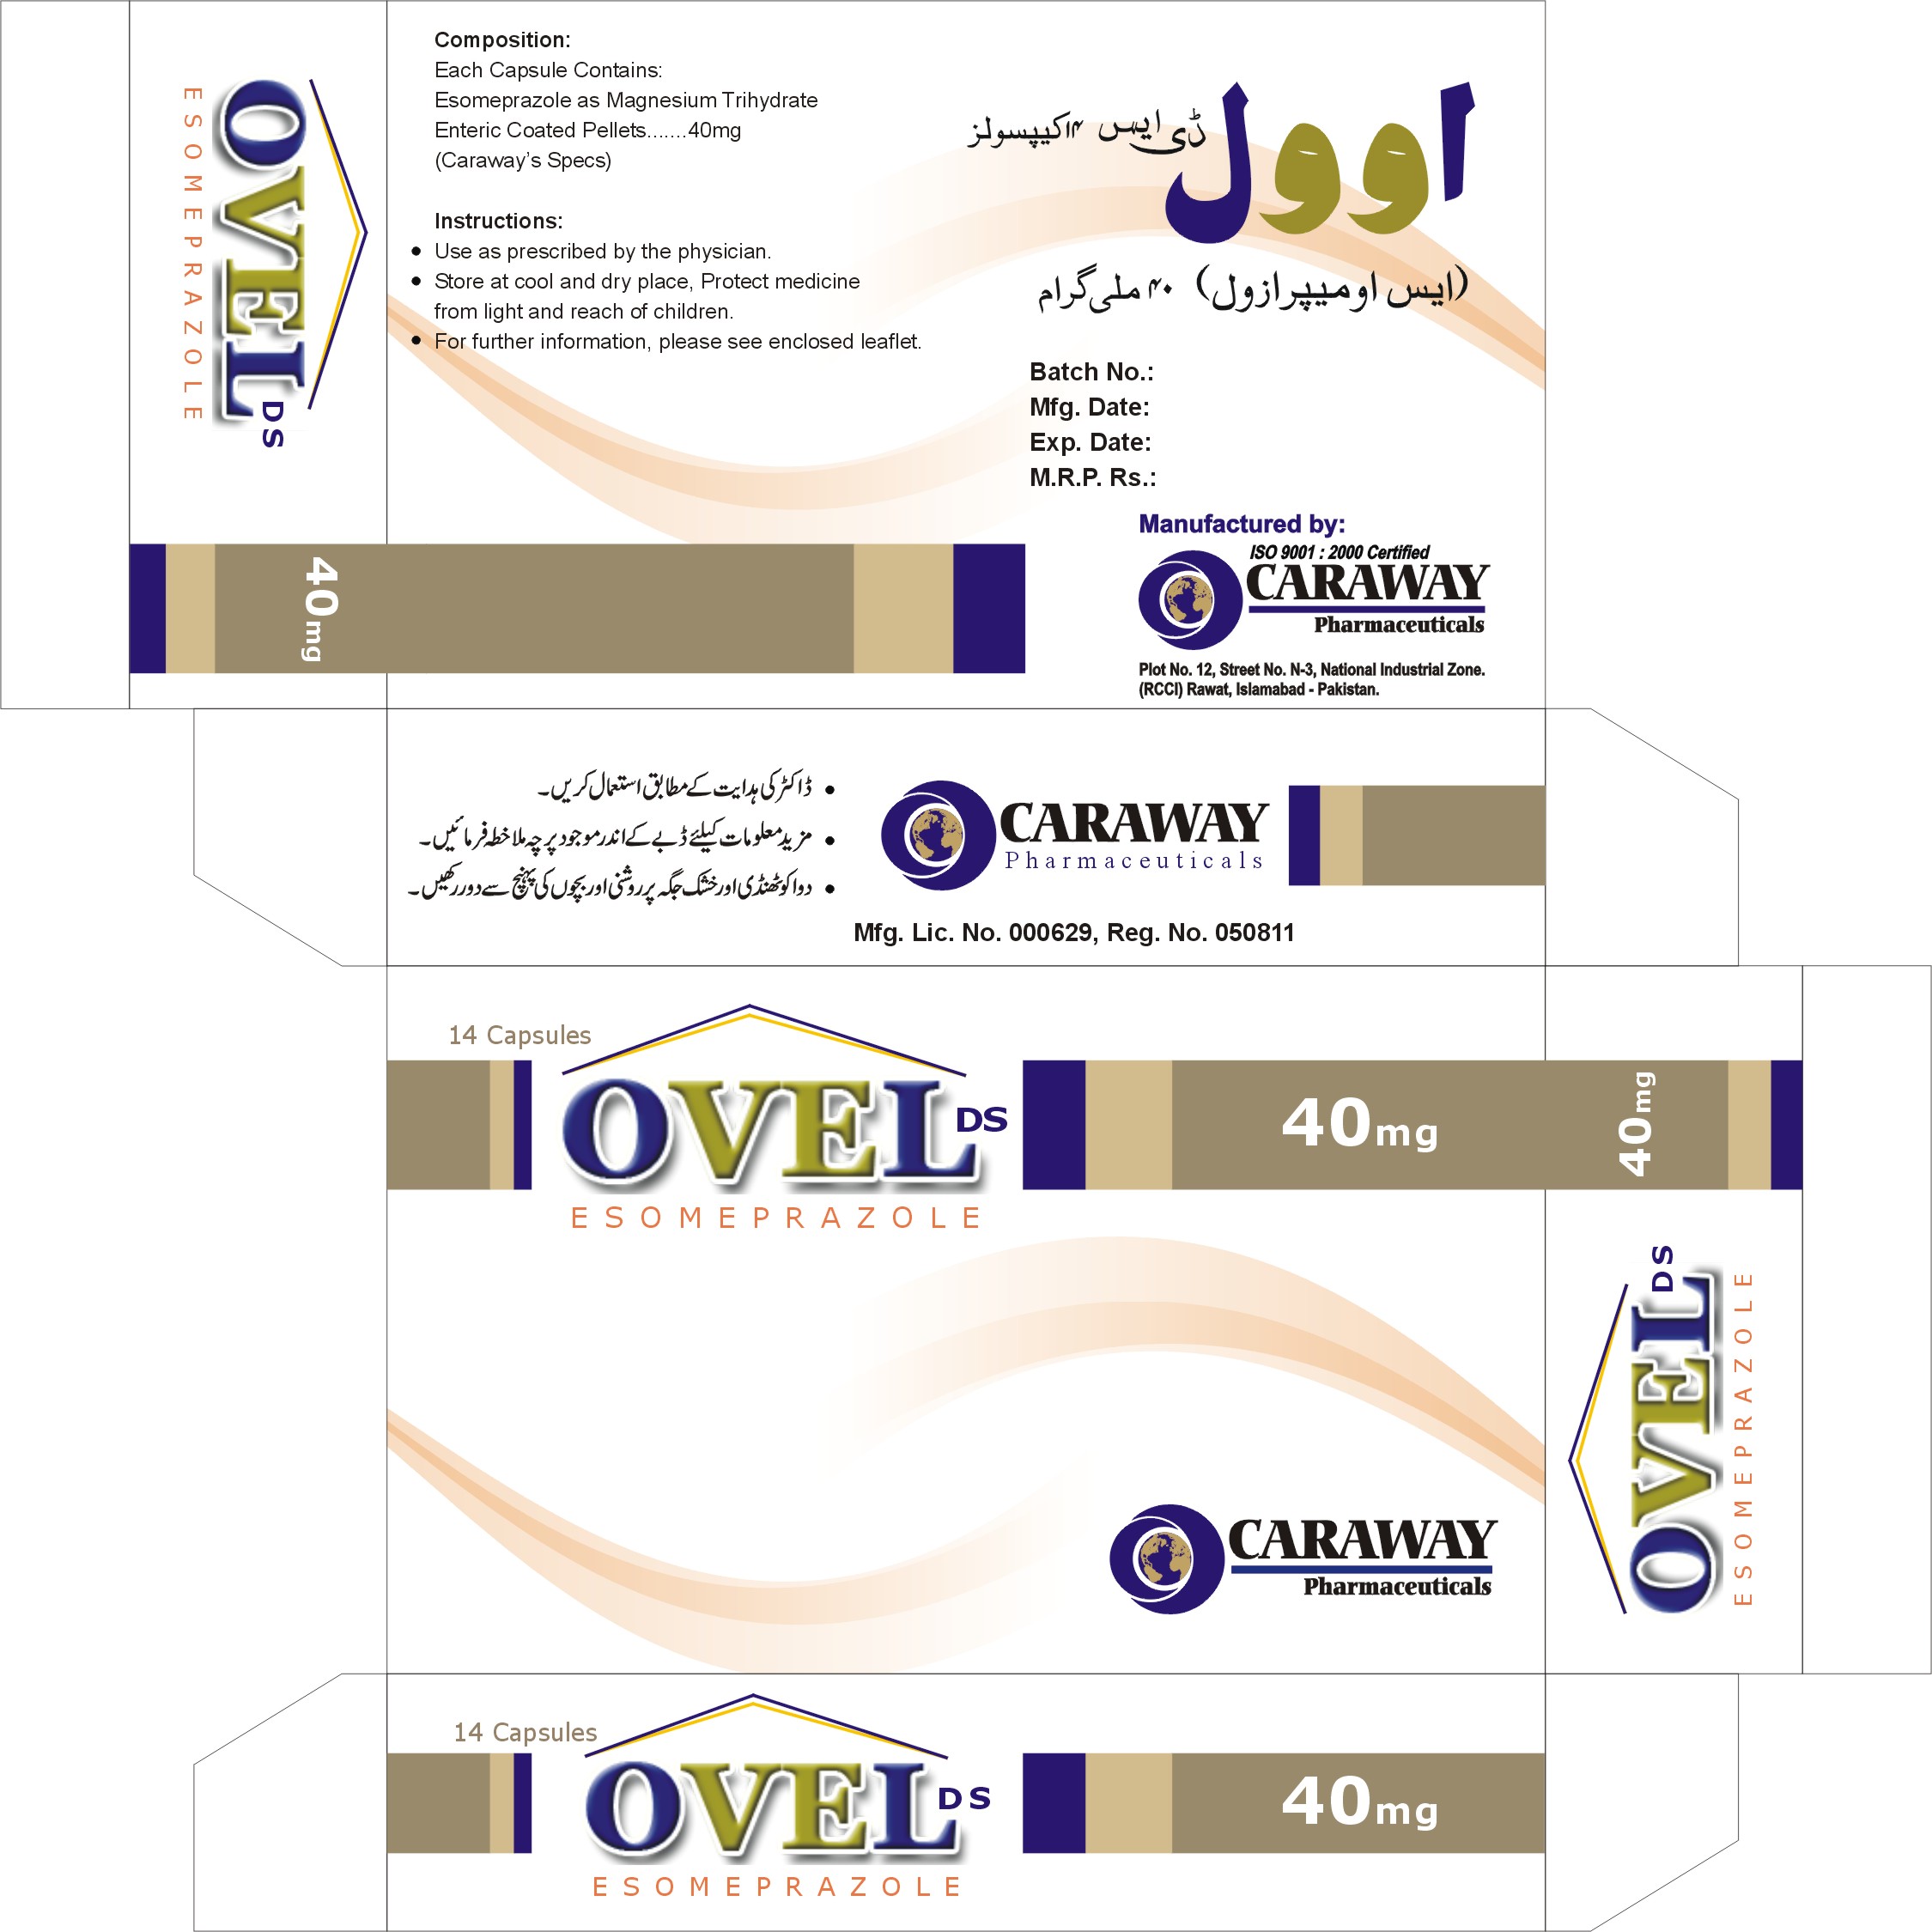 OVEL DS
ESOMEPRAZOLE
40mg
Composition:
Each Capsule Contains:
Esomeprazole as Magnesium Trihydrate
Enteric Coated Pellets.......40mg
(Caraway's Specs)
Instructions:
• Use as prescribed by the physician.
• Store at cool and dry place, Protect medicine
from light and reach of children.
• For further information, please see enclosed leaflet.
اوول ڈی ایس ۱۴کیپسولز
(ایس اومیپرازول) ۴۰ ملی گرام
Batch No.:
Mfg. Date:
Exp. Date:
M.R.P. Rs.:
Manufactured by:
ISO 9001 : 2000 Certified
CARAWAY
Pharmaceuticals
Plot No. 12, Street No. N-3, National Industrial Zone.
(RCCI) Rawat, Islamabad - Pakistan.
• ڈاکٹر کی ہدایت کے مطابق استعمال کریں۔
• مزید معلومات کیلئے ڈبے کے اندر موجود پرچہ ملاخطہ فرمائیں۔
• دوا کو ٹھنڈی اور خشک جگہ پر روشنی اور بچوں کی پہنچ سے دور رکھیں۔
CARAWAY
Pharmaceuticals
Mfg. Lic. No. 000629, Reg. No. 050811
14 Capsules
OVEL DS
ESOMEPRAZOLE
40mg
40mg
OVEL DS
ESOMEPRAZOLE
CARAWAY
Pharmaceuticals
14 Capsules
OVEL DS
ESOMEPRAZOLE
40mg